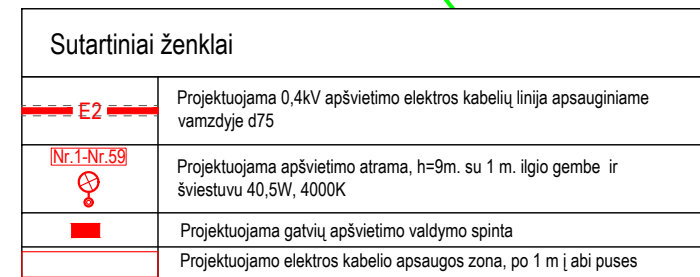 Sutartiniai ženklai
E2
Projektuojama 0,4kV apšvietimo elektros kabelių linija apsauginiame
vamzdyje d75
Nr.1-Nr.59
Projektuojama apšvietimo atrama, h=9m. su 1 m. ilgio gembe ir
šviestuvu 40,5W, 4000K
Projektuojama gatvių apšvietimo valdymo spinta
Projektuojamo elektros kabelio apsaugos zona, po 1 m į abi puses